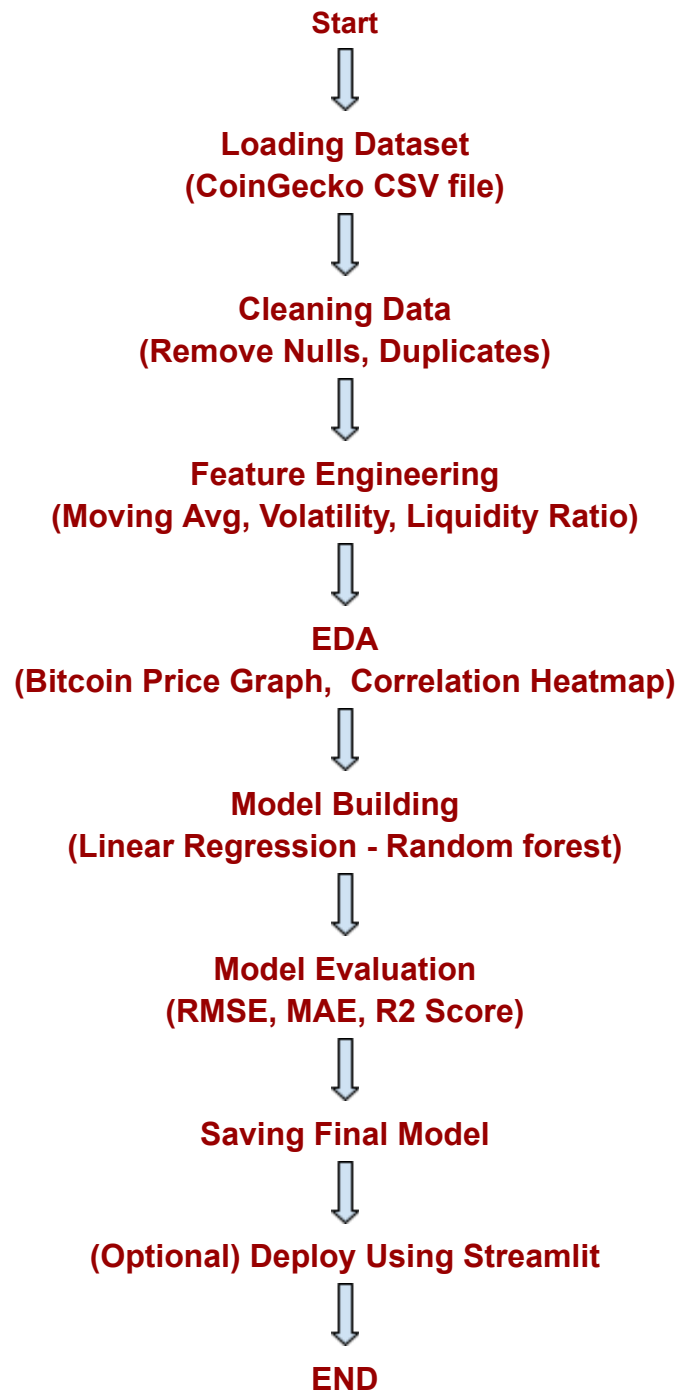 Start
Loading Dataset
(CoinGecko CSV file)
Cleaning Data
(Remove Nulls, Duplicates)
Feature Engineering
(Moving Avg, Volatility, Liquidity Ratio)
EDA
(Bitcoin Price Graph,  Correlation Heatmap)
Model Building
(Linear Regression - Random forest)
Model Evaluation
(RMSE, MAE, R2 Score)
Saving Final Model
(Optional) Deploy Using Streamlit
END